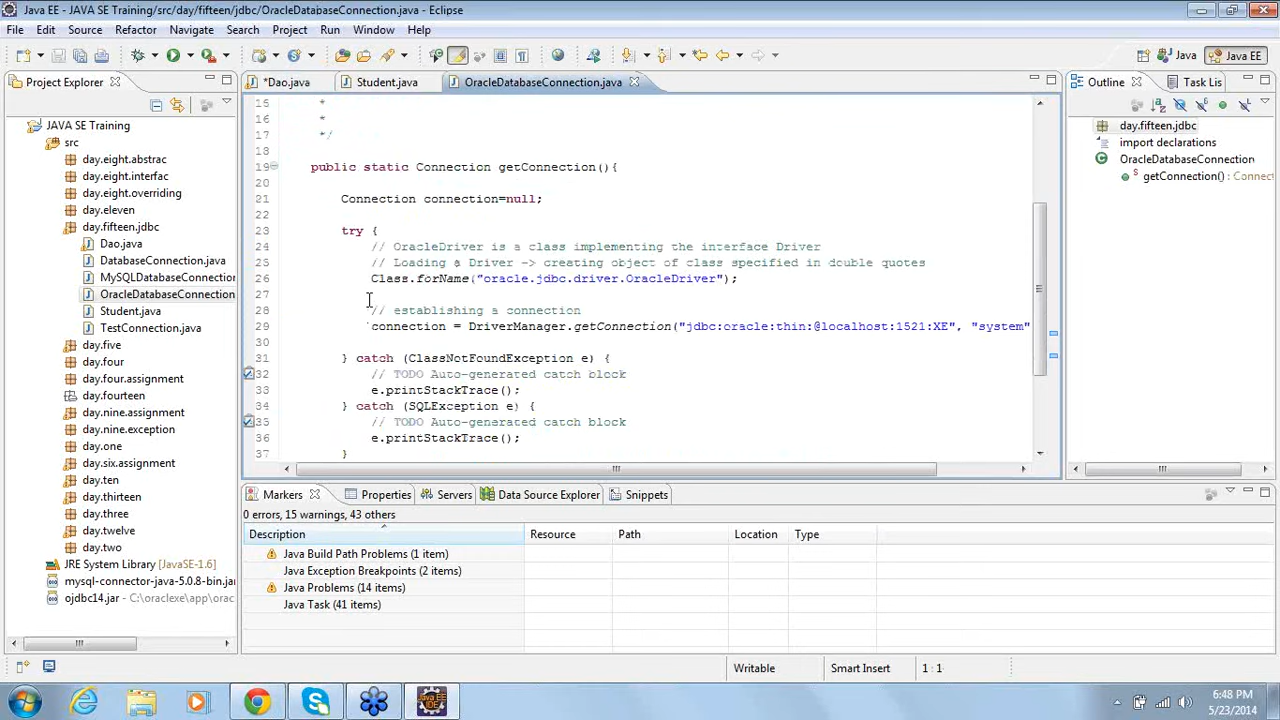 Java EE - JAVA SE Training/src/day/fifteen/jdbc/OracleDatabaseConnection.java - Eclipse
File Edit Source Refactor Navigate Search Project Run Window Help
Java Java EE
Project Explorer
*Dao.java Student.java OracleDatabaseConnection.java
Outline Task Lis
JAVA SE Training
src
day.eight.abstrac
day.eight.interfac
day.eight.overriding
day.eleven
day.fifteen.jdbc
Dao.java
DatabaseConnection.java
MySQLDatabaseConnection
OracleDatabaseConnection
Student.java
TestConnection.java
day.five
day.four
day.four.assignment
day.fourteen
day.nine.assignment
day.nine.exception
day.one
day.six.assignment
day.ten
day.thirteen
day.three
day.twelve
day.two
JRE System Library [JavaSE-1.6]
mysql-connector-java-5.0.8-bin.jar
ojdbc14.jar - C:\oraclexe\app\orac
15 *
16 *
17 */
18
19 public static Connection getConnection(){
20
21 Connection connection=null;
22
23 try {
24 // OracleDriver is a class implementing the interface Driver
25 // Loading a Driver -> creating object of class specified in double quotes
26 Class.forName("oracle.jdbc.driver.OracleDriver");
27
28 // establishing a connection
29 connection = DriverManager.getConnection("jdbc:oracle:thin:@localhost:1521:XE", "system"
30
31 } catch (ClassNotFoundException e) {
32 // TODO Auto-generated catch block
33 e.printStackTrace();
34 } catch (SQLException e) {
35 // TODO Auto-generated catch block
36 e.printStackTrace();
37 }
day.fifteen.jdbc
import declarations
OracleDatabaseConnection
getConnection() : Connect
Markers Properties Servers Data Source Explorer Snippets
0 errors, 15 warnings, 43 others
Description Resource Path Location Type
Java Build Path Problems (1 item)
Java Exception Breakpoints (2 items)
Java Problems (14 items)
Java Task (41 items)
Writable Smart Insert 1 : 1
6:48 PM
5/23/2014